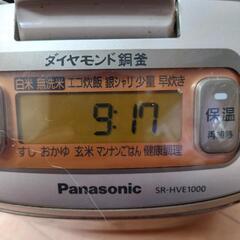 ダイヤモンド銅釜
白米 無洗米 エコ炊飯 銀シャリ 少量 早炊き
9:17
保温
すし おかゆ 玄米 マンナンごはん 健康調理
Panasonic
SR-HVE1000